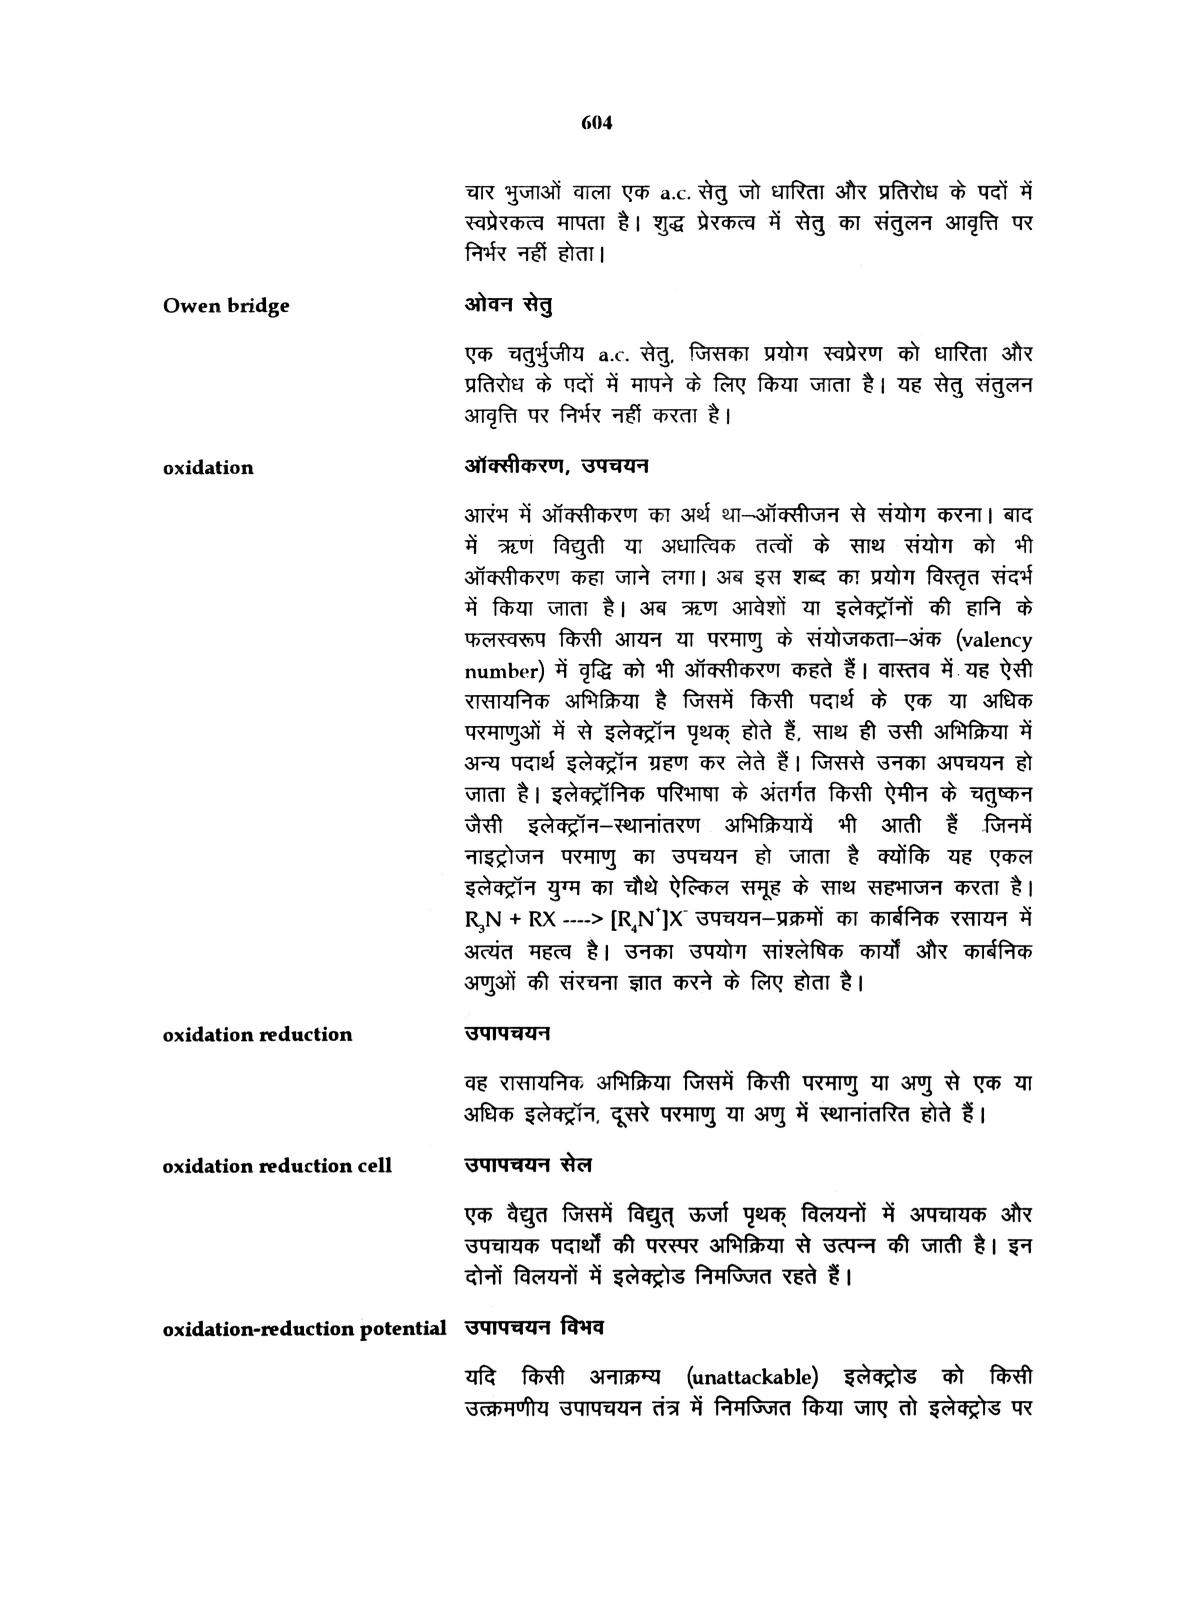 604
चार भुजाओं वाला एक a.c. सेतु जो धारिता और प्रतिरोध के पदों में
स्वप्रेरकत्व मापता है। शुद्ध प्रेरकत्व में सेतु का संतुलन आवृत्ति पर
निर्भर नहीं होता।
Owen bridge ओवन सेतु
एक चतुर्भुजीय a.c. सेतु, जिसका प्रयोग स्वप्रेरण को धारिता और
प्रतिरोध के पदों में मापने के लिए किया जाता है। यह सेतु संतुलन
आवृत्ति पर निर्भर नहीं करता है।
oxidation ऑक्सीकरण, उपचयन
आरंभ में ऑक्सीकरण का अर्थ था–ऑक्सीजन से संयोग करना। बाद
में ऋण विद्युती या अधात्विक तत्वों के साथ संयोग को भी
ऑक्सीकरण कहा जाने लगा। अब इस शब्द का प्रयोग विस्तृत संदर्भ
में किया जाता है। अब ऋण आवेशों या इलेक्ट्रॉनों की हानि के
फलस्वरूप किसी आयन या परमाणु के संयोजकता–अंक (valency
number) में वृद्धि को भी ऑक्सीकरण कहते हैं। वास्तव में यह ऐसी
रासायनिक अभिक्रिया है जिसमें किसी पदार्थ के एक या अधिक
परमाणुओं में से इलेक्ट्रॉन पृथक् होते हैं, साथ ही उसी अभिक्रिया में
अन्य पदार्थ इलेक्ट्रॉन ग्रहण कर लेते हैं। जिससे उनका अपचयन हो
जाता है। इलेक्ट्रॉनिक परिभाषा के अंतर्गत किसी ऐमीन के चतुष्कन
जैसी इलेक्ट्रॉन–स्थानांतरण अभिक्रियायें भी आती हैं जिनमें
नाइट्रोजन परमाणु का उपचयन हो जाता है क्योंकि यह एकल
इलेक्ट्रॉन युग्म का चौथे ऐल्किल समूह के साथ सहभाजन करता है।
R₃N + RX ----> [R₄N⁺]X⁻ उपचयन–प्रक्रमों का कार्बनिक रसायन में
अत्यंत महत्व है। उनका उपयोग सांश्लेषिक कार्यों और कार्बनिक
अणुओं की संरचना ज्ञात करने के लिए होता है।
oxidation reduction उपापचयन
वह रासायनिक अभिक्रिया जिसमें किसी परमाणु या अणु से एक या
अधिक इलेक्ट्रॉन, दूसरे परमाणु या अणु में स्थानांतरित होते हैं।
oxidation reduction cell उपापचयन सेल
एक वैद्युत जिसमें विद्युत् ऊर्जा पृथक् विलयनों में अपचायक और
उपचायक पदार्थों की परस्पर अभिक्रिया से उत्पन्न की जाती है। इन
दोनों विलयनों में इलेक्ट्रोड निमज्जित रहते हैं।
oxidation-reduction potential उपापचयन विभव
यदि किसी अनाक्रम्य (unattackable) इलेक्ट्रोड को किसी
उत्क्रमणीय उपापचयन तंत्र में निमज्जित किया जाए तो इलेक्ट्रोड पर